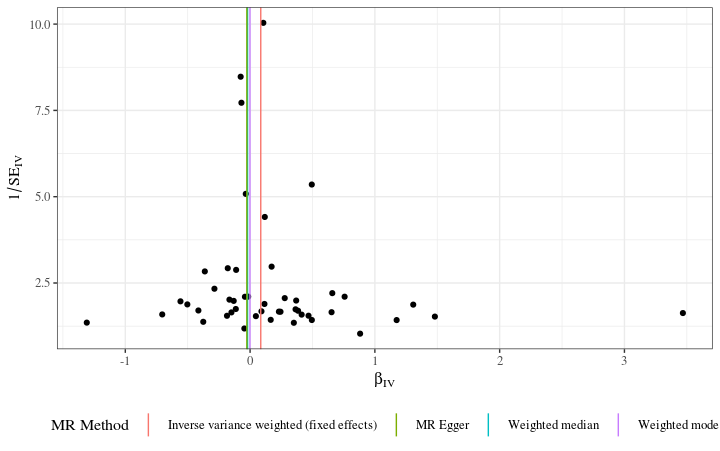 10.0
7.5
5.0
2.5
1/SE_IV
-1 0 1 2 3
β_IV
MR Method Inverse variance weighted (fixed effects) MR Egger Weighted median Weighted mode